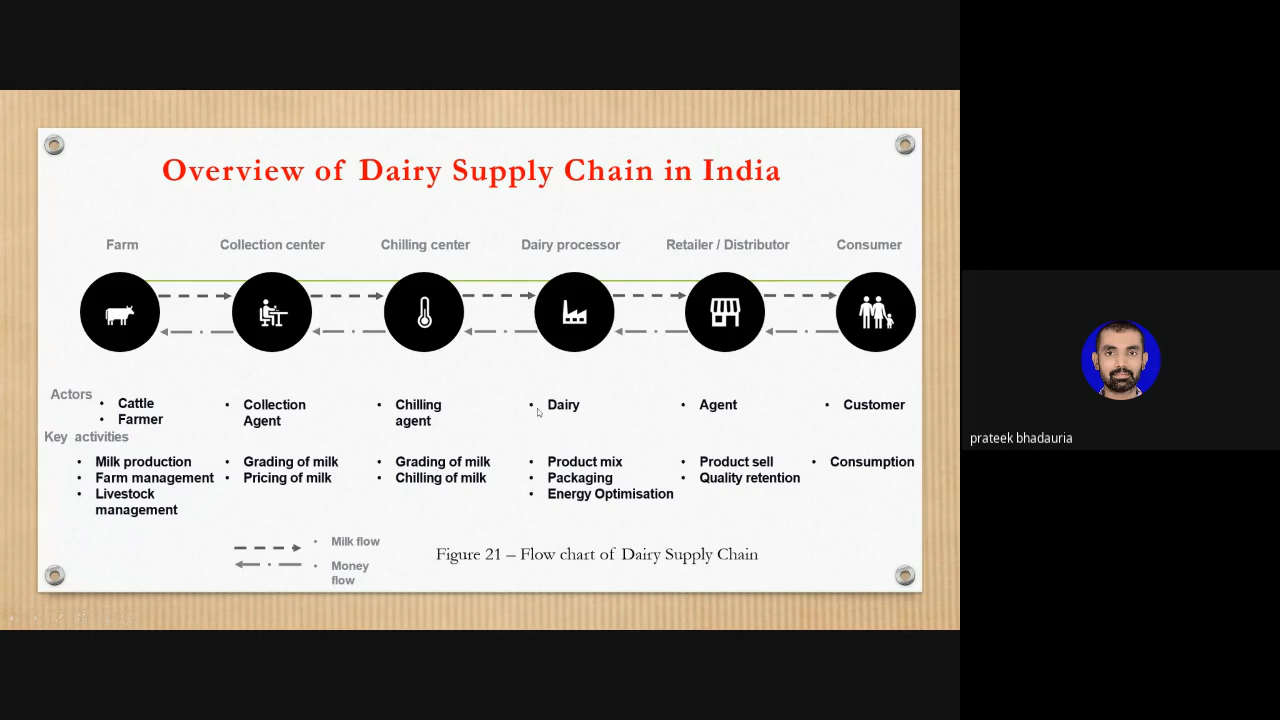 Overview of Dairy Supply Chain in India
Farm
Collection center
Chilling center
Dairy processor
Retailer / Distributor
Consumer
Actors
• Cattle
• Farmer
• Collection
Agent
• Chilling
agent
• Dairy
• Agent
• Customer
Key activities
• Milk production
• Farm management
• Livestock
management
• Grading of milk
• Pricing of milk
• Grading of milk
• Chilling of milk
• Product mix
• Packaging
• Energy Optimisation
• Product sell
• Quality retention
• Consumption
• Milk flow
• Money
flow
Figure 21 – Flow chart of Dairy Supply Chain
prateek bhadauria